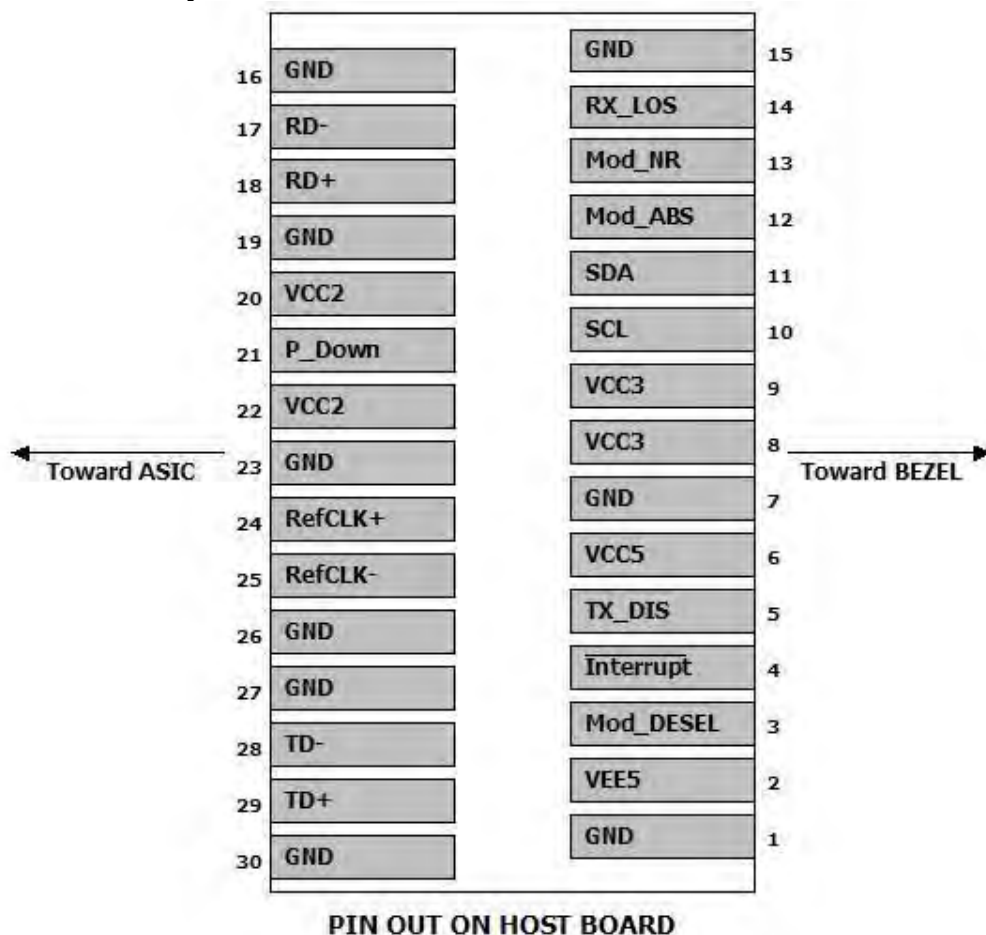 GND 15
16 GND
RX_LOS 14
17 RD-
Mod_NR 13
18 RD+
Mod_ABS 12
19 GND
SDA 11
20 VCC2
SCL 10
21 P_Down
VCC3 9
22 VCC2
VCC3 8
Toward ASIC 23 GND
Toward BEZEL
GND 7
24 RefCLK+
VCC5 6
25 RefCLK-
TX_DIS 5
26 GND
Interrupt 4
27 GND
Mod_DESEL 3
28 TD-
VEE5 2
29 TD+
GND 1
30 GND
PIN OUT ON HOST BOARD